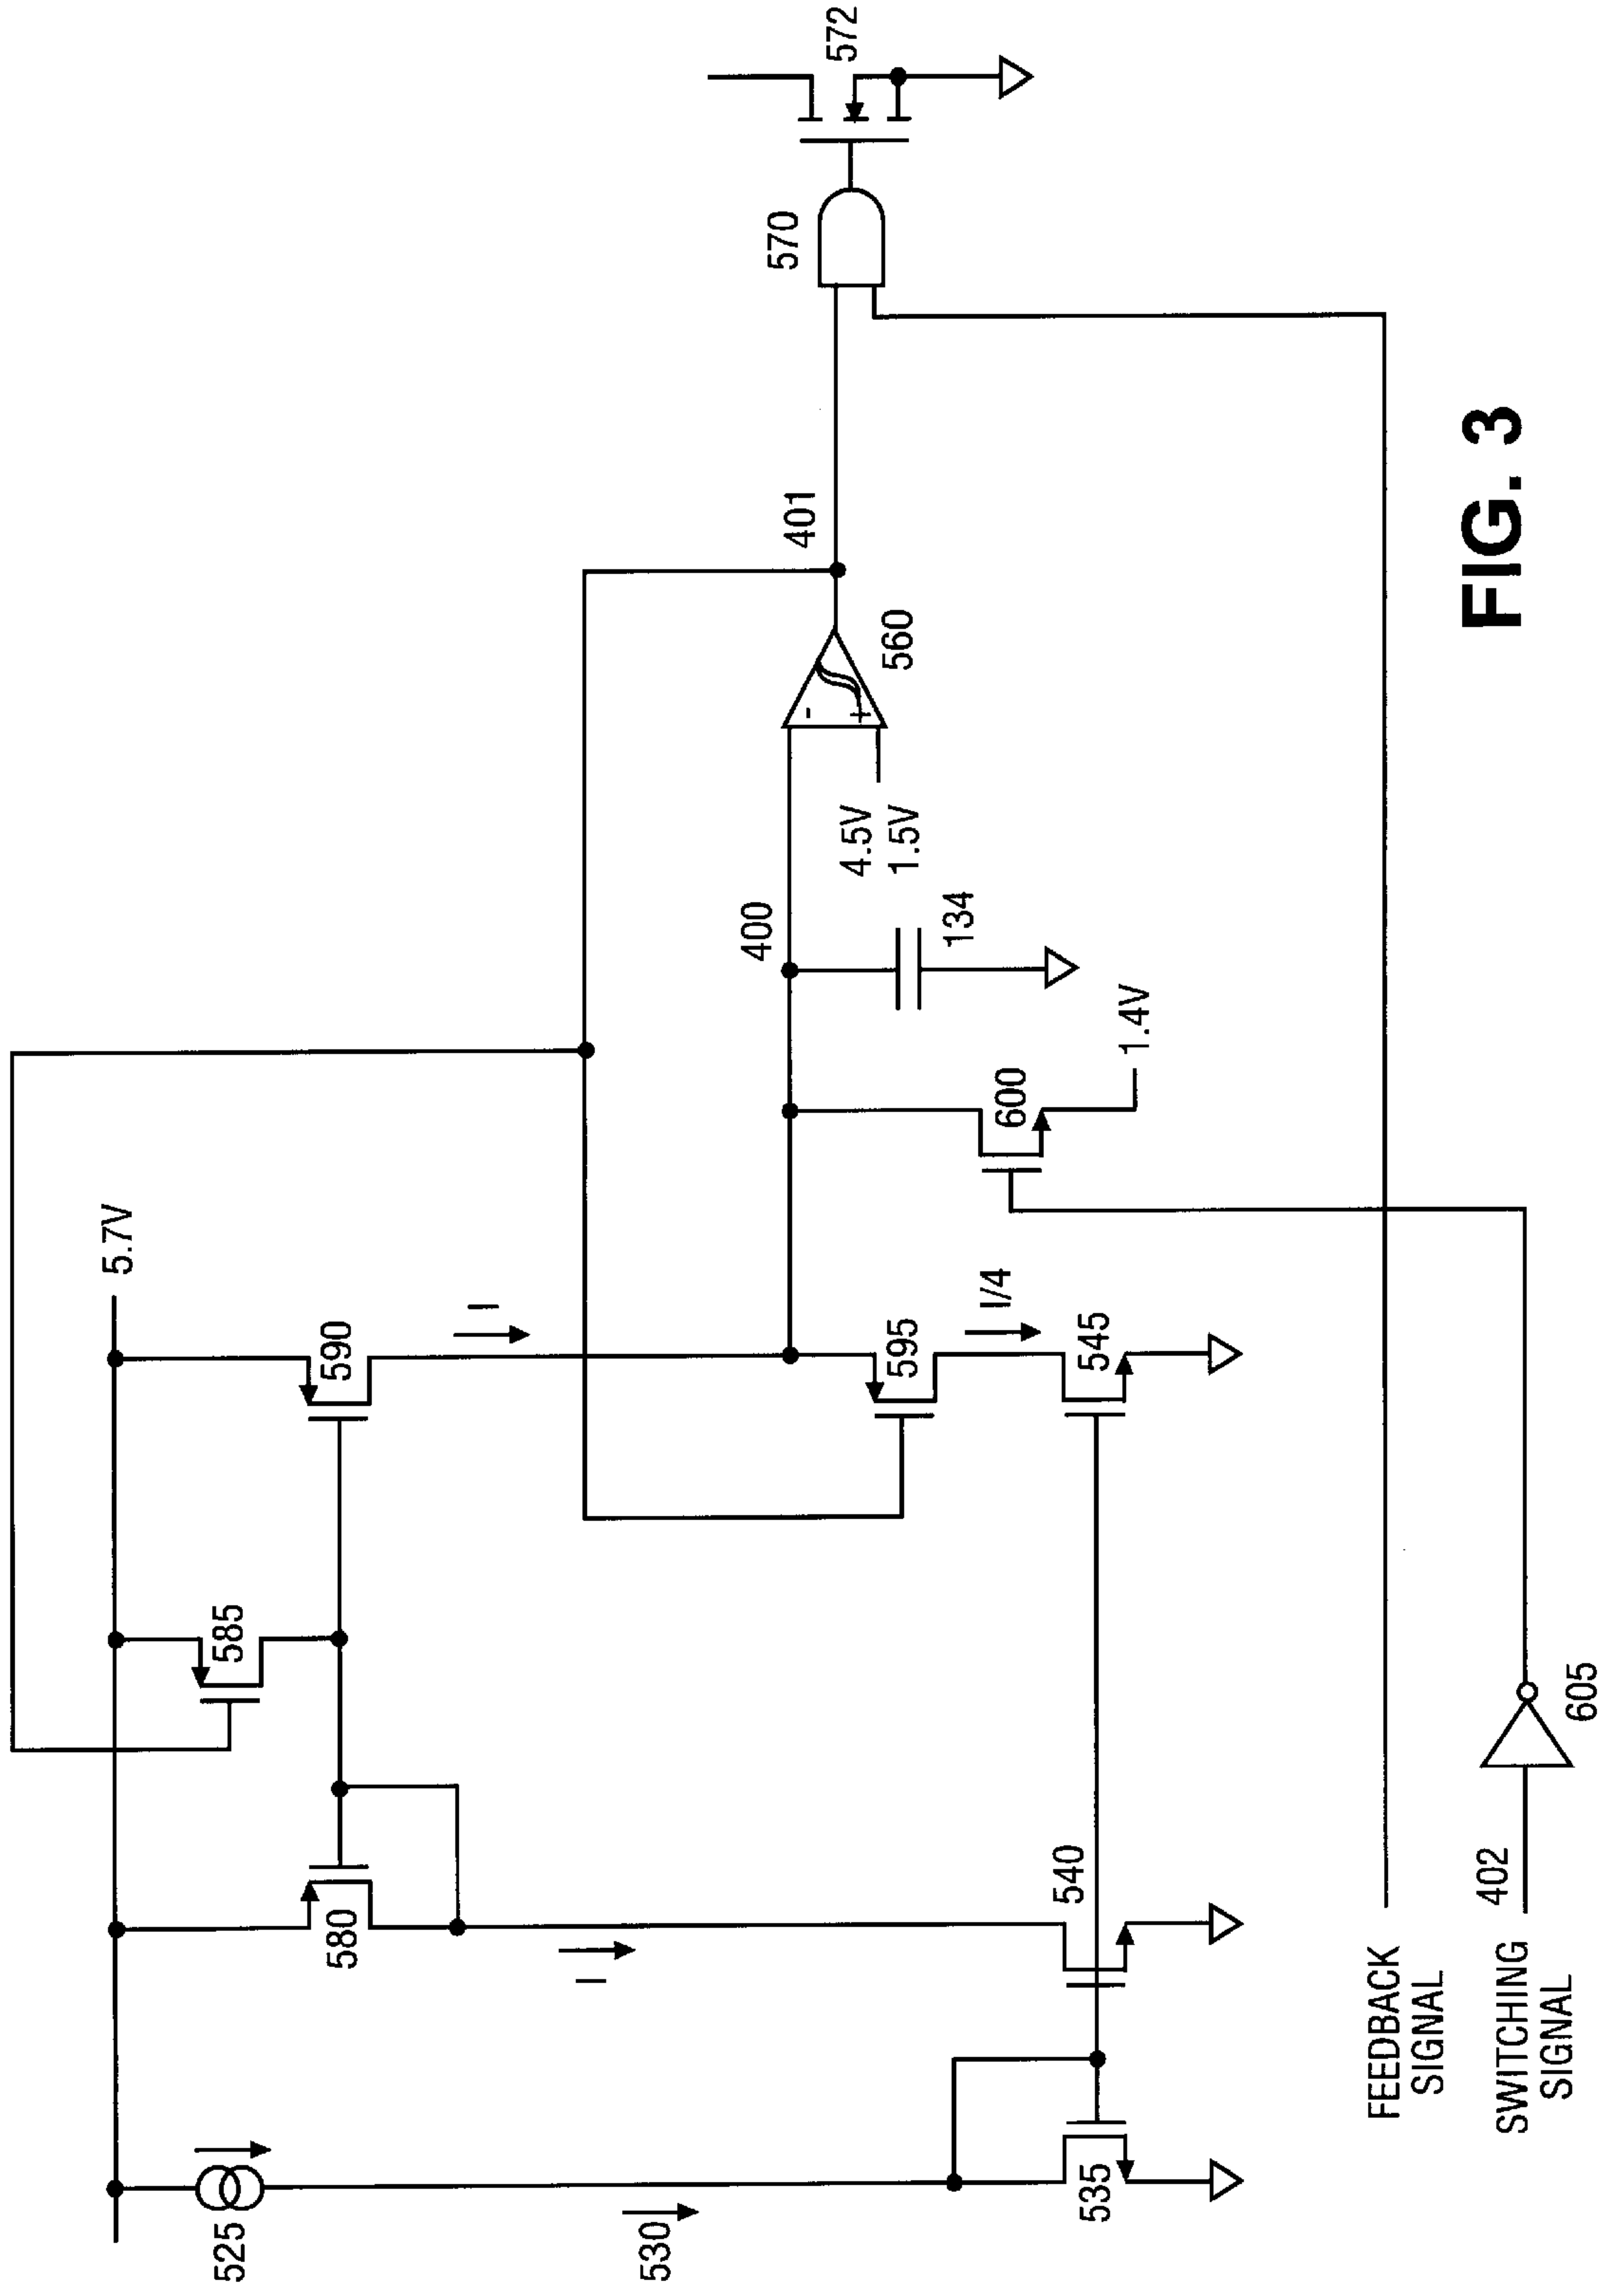 5.7V
525
530
535
I
580
540
585
590
I
595
I/4
545
600
1.4V
400
134
4.5V
1.5V
-
+
560
401
570
572
FEEDBACK
SIGNAL
SWITCHING
SIGNAL
402
605
FIG. 3